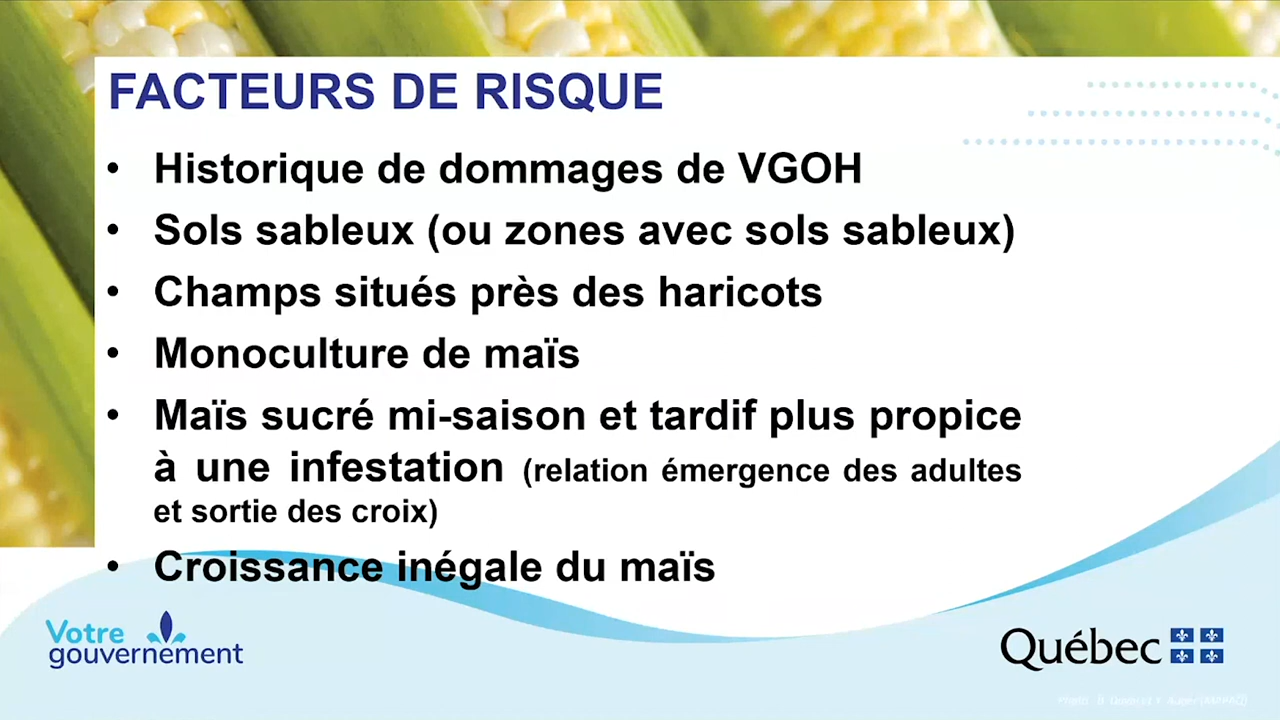 FACTEURS DE RISQUE
• Historique de dommages de VGOH
• Sols sableux (ou zones avec sols sableux)
• Champs situés près des haricots
• Monoculture de maïs
• Maïs sucré mi-saison et tardif plus propice
à une infestation (relation émergence des adultes
et sortie des croix)
• Croissance inégale du maïs
Votre
gouvernement
Québec